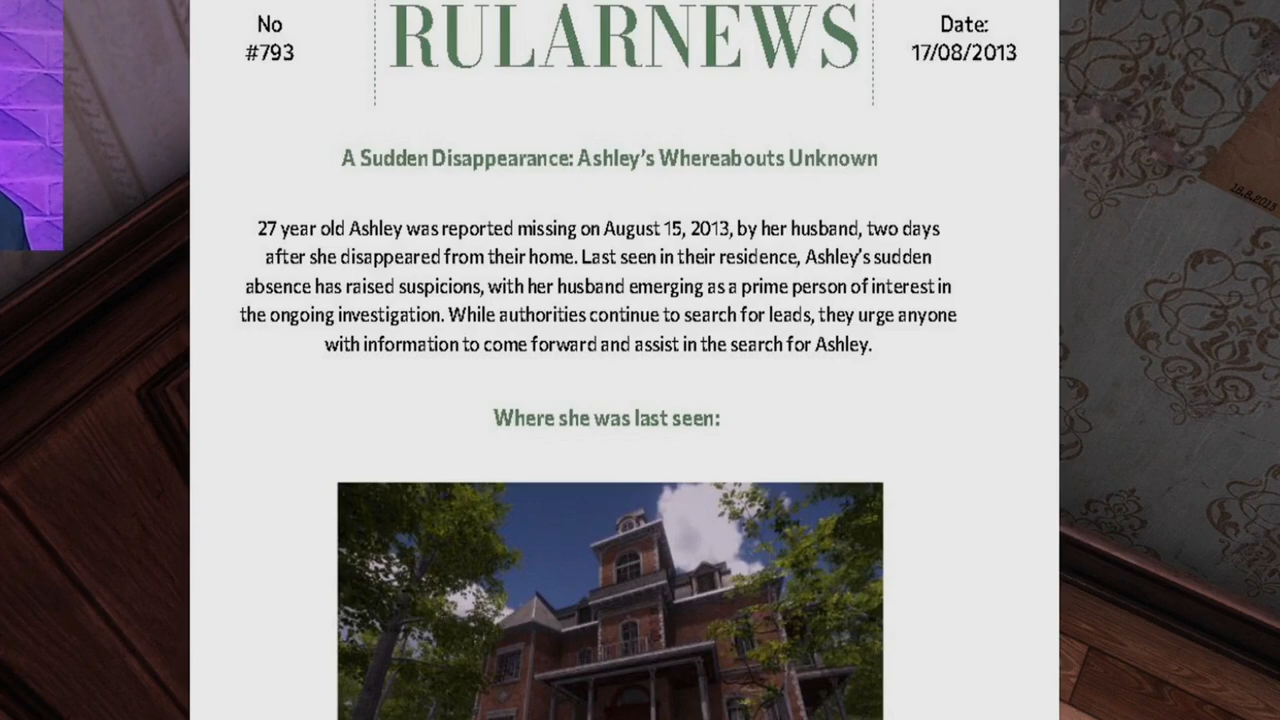 No
#793
RULARNEWS
Date:
17/08/2013
A Sudden Disappearance: Ashley's Whereabouts Unknown
27 year old Ashley was reported missing on August 15, 2013, by her husband, two days
after she disappeared from their home. Last seen in their residence, Ashley's sudden
absence has raised suspicions, with her husband emerging as a prime person of interest in
the ongoing investigation. While authorities continue to search for leads, they urge anyone
with information to come forward and assist in the search for Ashley.
Where she was last seen:
18.8.2013